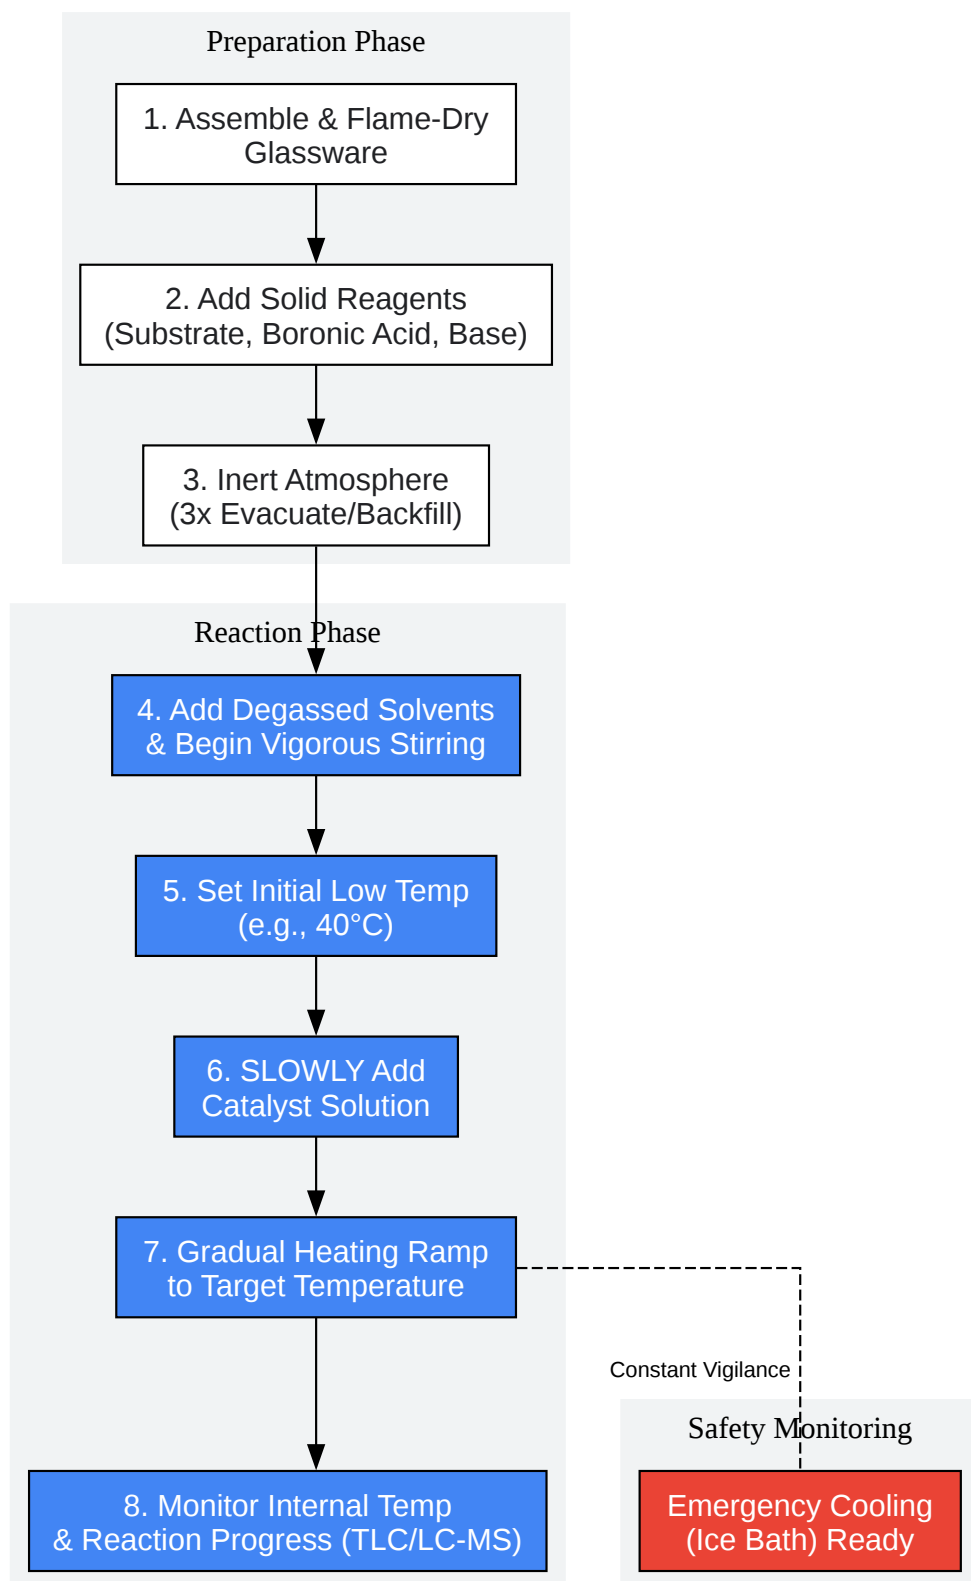 Preparation Phase
1. Assemble & Flame-Dry
Glassware
2. Add Solid Reagents
(Substrate, Boronic Acid, Base)
3. Inert Atmosphere
(3x Evacuate/Backfill)
Reaction Phase
4. Add Degassed Solvents
& Begin Vigorous Stirring
5. Set Initial Low Temp
(e.g., 40°C)
6. SLOWLY Add
Catalyst Solution
7. Gradual Heating Ramp
to Target Temperature
Constant Vigilance
Safety Monitoring
8. Monitor Internal Temp
& Reaction Progress (TLC/LC-MS)
Emergency Cooling
(Ice Bath) Ready